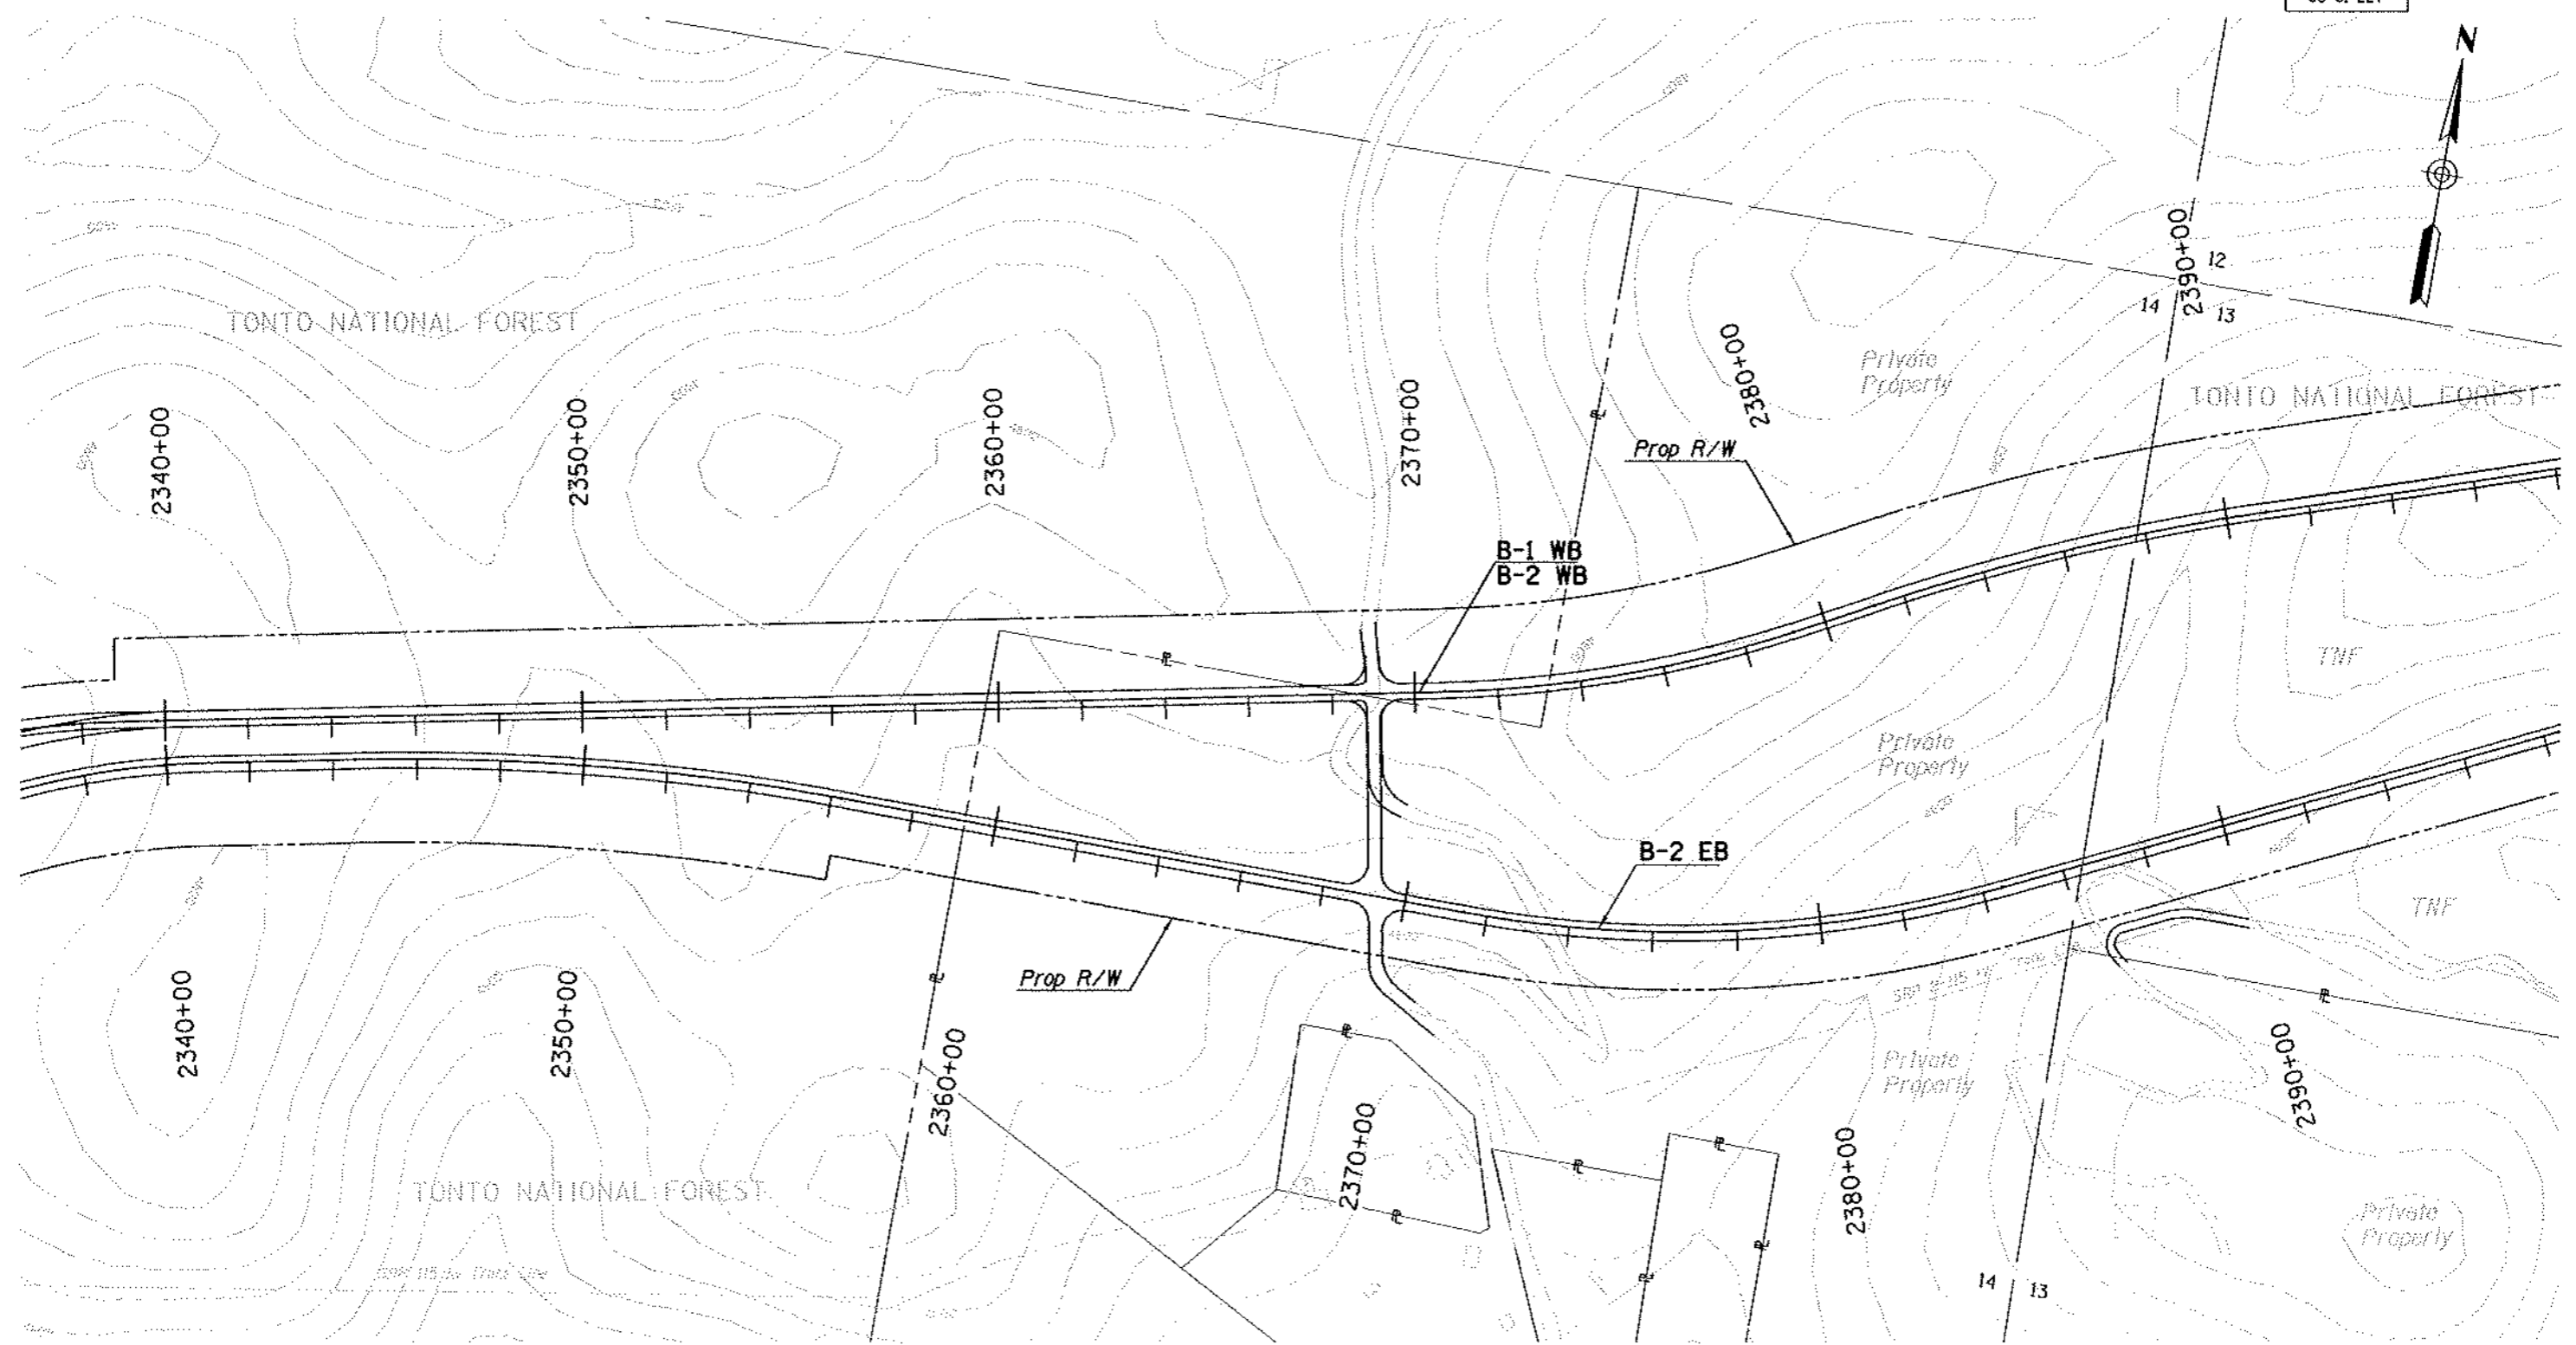 N
12
14
13
2390+00
TONTO NATIONAL FOREST
2380+00
Private
Property
TONTO NATIONAL FOREST
2340+00
2350+00
2360+00
2370+00
Prop R/W
B-1 WB
B-2 WB
TNF
Private
Property
B-2 EB
TNF
Prop R/W
2340+00
2350+00
2360+00
2370+00
2380+00
2390+00
Private
Property
TONTO NATIONAL FOREST
Private
Property
14
13